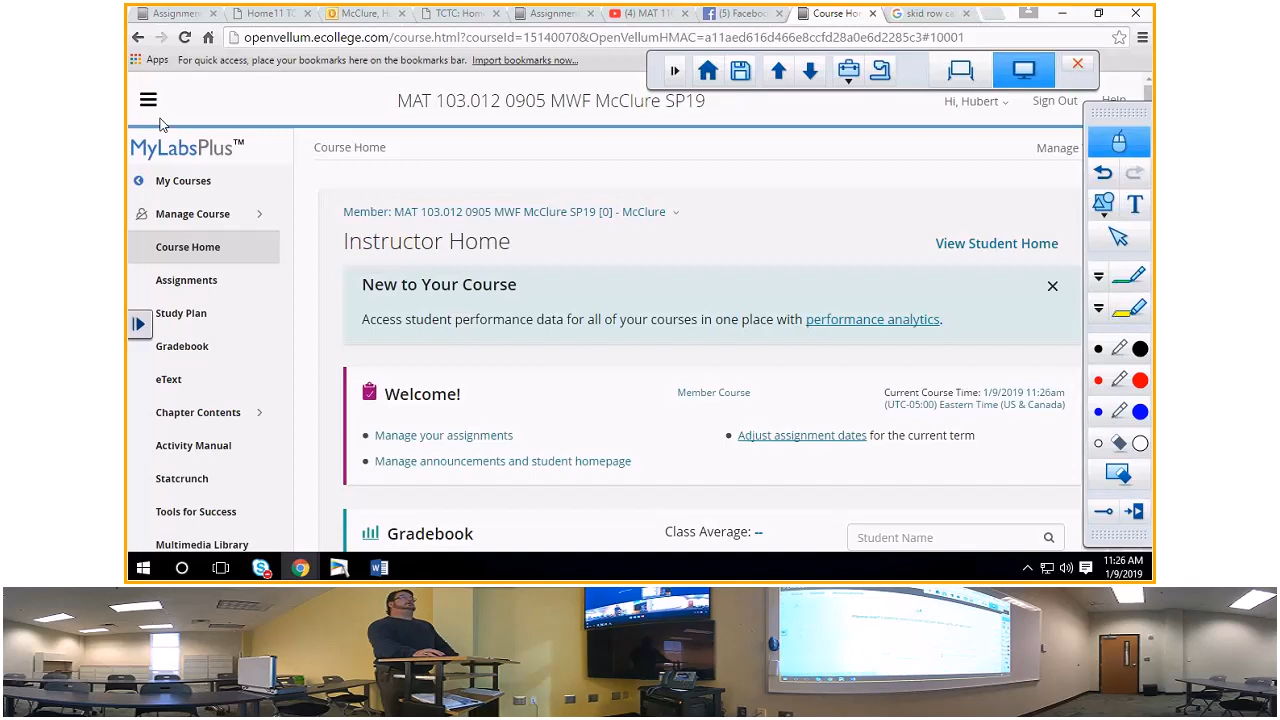 Assignmen Home11 TC McClure, H TCTC: Hom Assignmen (4) MAT 11 (5) Facebo Course Ho skid row ca
openvellum.ecollege.com/course.html?courseId=15140070&OpenVellumHMAC=a11aed616d466e8ccfd28a0e6d2285c3#10001
Apps For quick access, place your bookmarks here on the bookmarks bar. Import bookmarks now...
MAT 103.012 0905 MWF McClure SP19
Hi, Hubert Sign Out Help
MyLabsPlus™
Course Home
Manage
My Courses
Manage Course
Course Home
Assignments
Study Plan
Gradebook
eText
Chapter Contents
Activity Manual
Statcrunch
Tools for Success
Multimedia Library
Member: MAT 103.012 0905 MWF McClure SP19 [0] - McClure
Instructor Home
View Student Home
New to Your Course
Access student performance data for all of your courses in one place with performance analytics.
Welcome!
Member Course
Current Course Time: 1/9/2019 11:26am
(UTC-05:00) Eastern Time (US & Canada)
• Manage your assignments
• Adjust assignment dates for the current term
• Manage announcements and student homepage
Gradebook
Class Average: --
Student Name
T
11:26 AM
1/9/2019